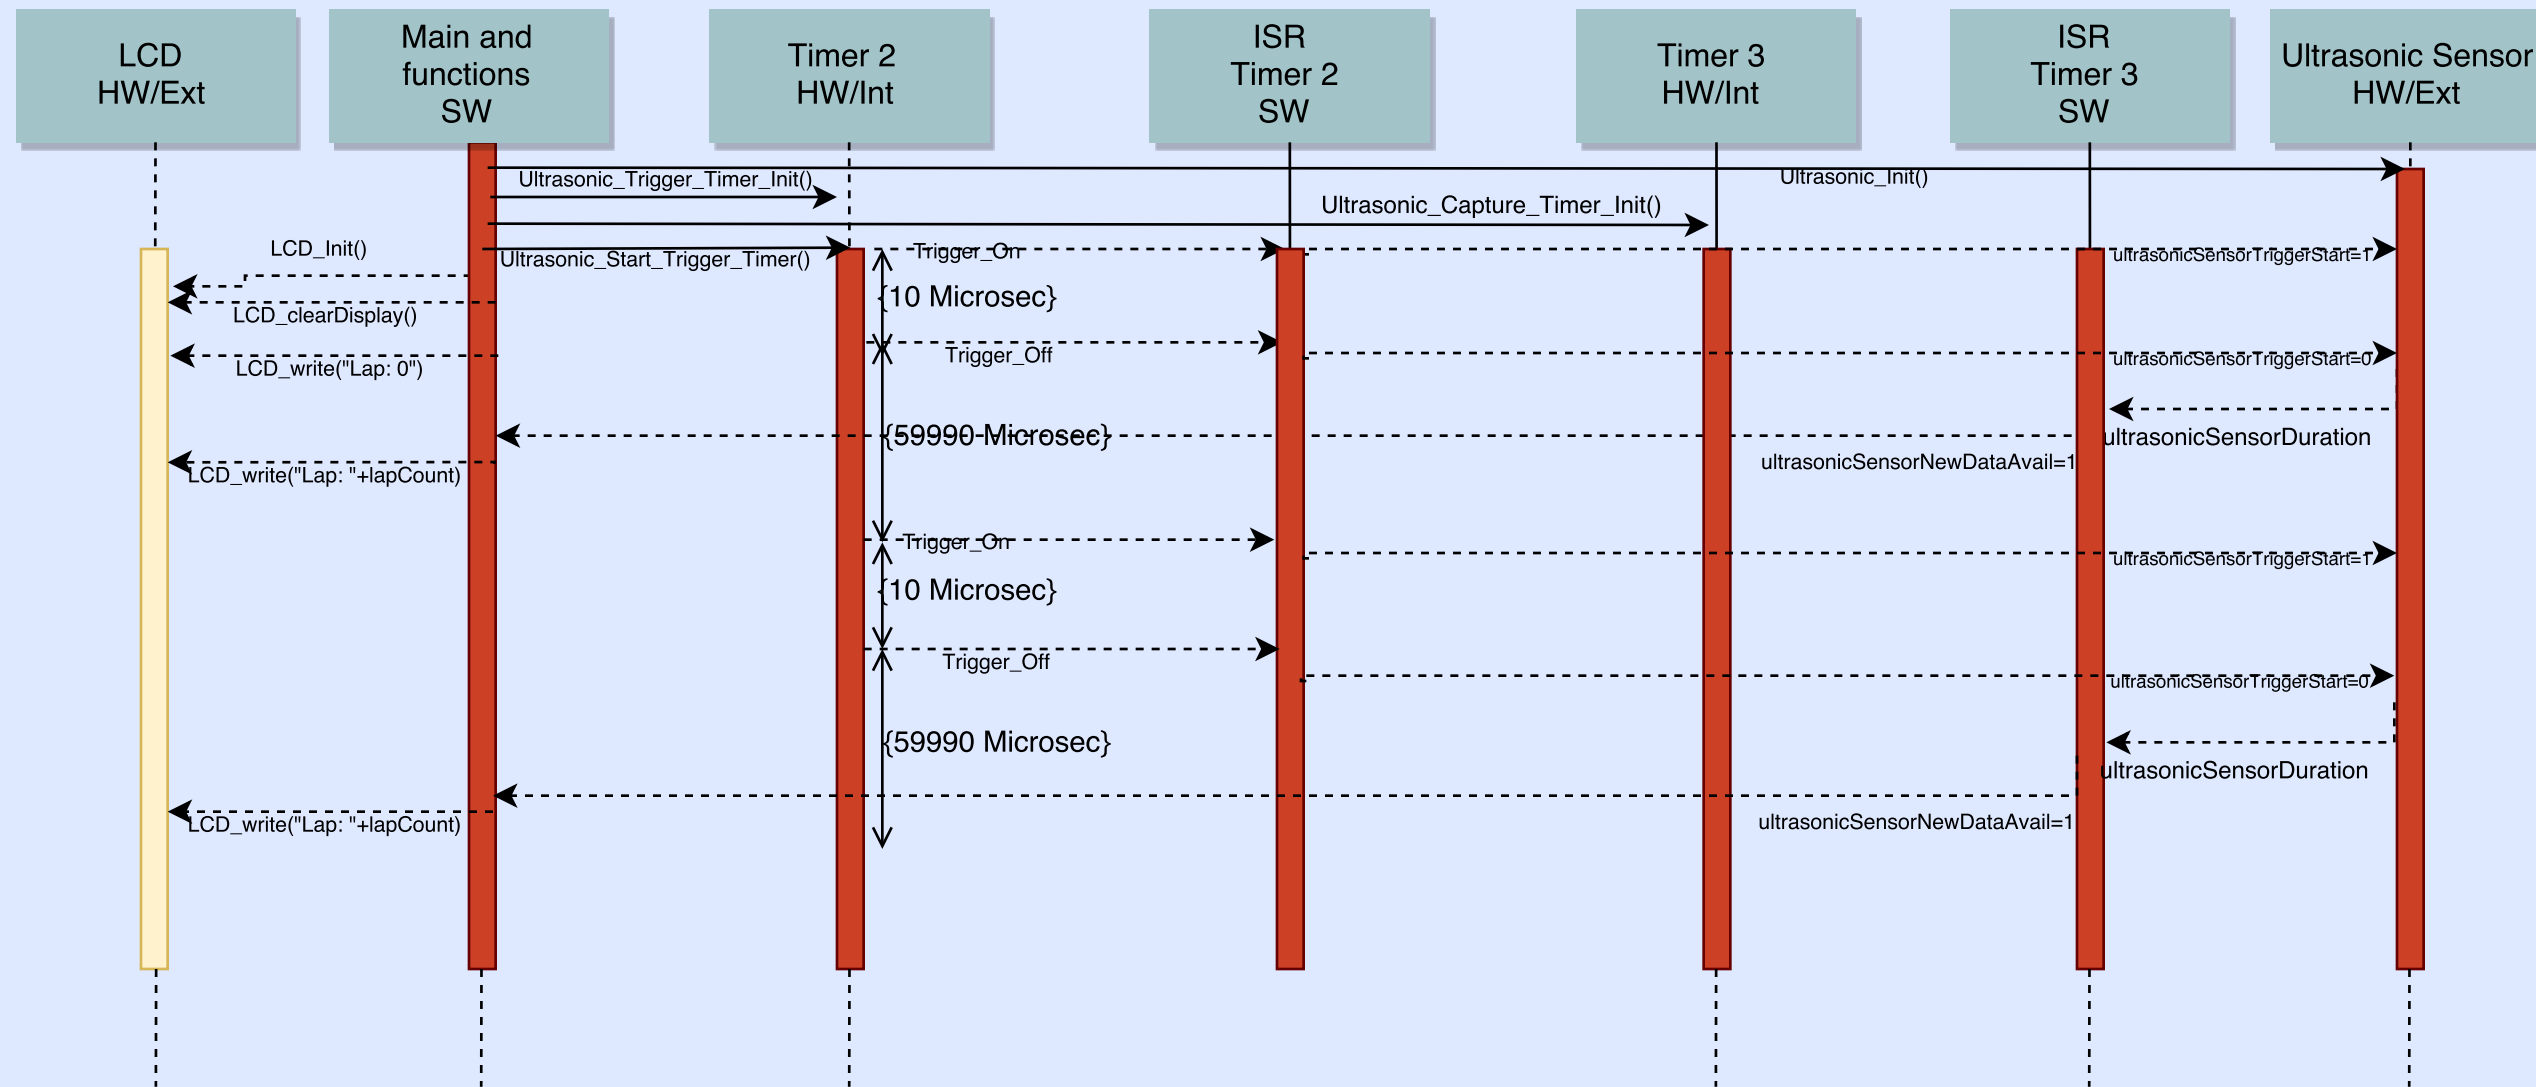 LCD
HW/Ext
Main and
functions
SW
Timer 2
HW/Int
ISR
Timer 2
SW
Timer 3
HW/Int
ISR
Timer 3
SW
Ultrasonic Sensor
HW/Ext
Ultrasonic_Trigger_Timer_Init()
Ultrasonic_Init()
Ultrasonic_Capture_Timer_Init()
LCD_Init()
Ultrasonic_Start_Trigger_Timer()
Trigger_On
ultrasonicSensorTriggerStart=1
{10 Microsec}
LCD_clearDisplay()
Trigger_Off
ultrasonicSensorTriggerStart=0
LCD_write("Lap: 0")
{59990 Microsec}
ultrasonicSensorDuration
ultrasonicSensorNewDataAvail=1
LCD_write("Lap: "+lapCount)
Trigger_On
ultrasonicSensorTriggerStart=1
{10 Microsec}
Trigger_Off
ultrasonicSensorTriggerStart=0
{59990 Microsec}
ultrasonicSensorDuration
ultrasonicSensorNewDataAvail=1
LCD_write("Lap: "+lapCount)